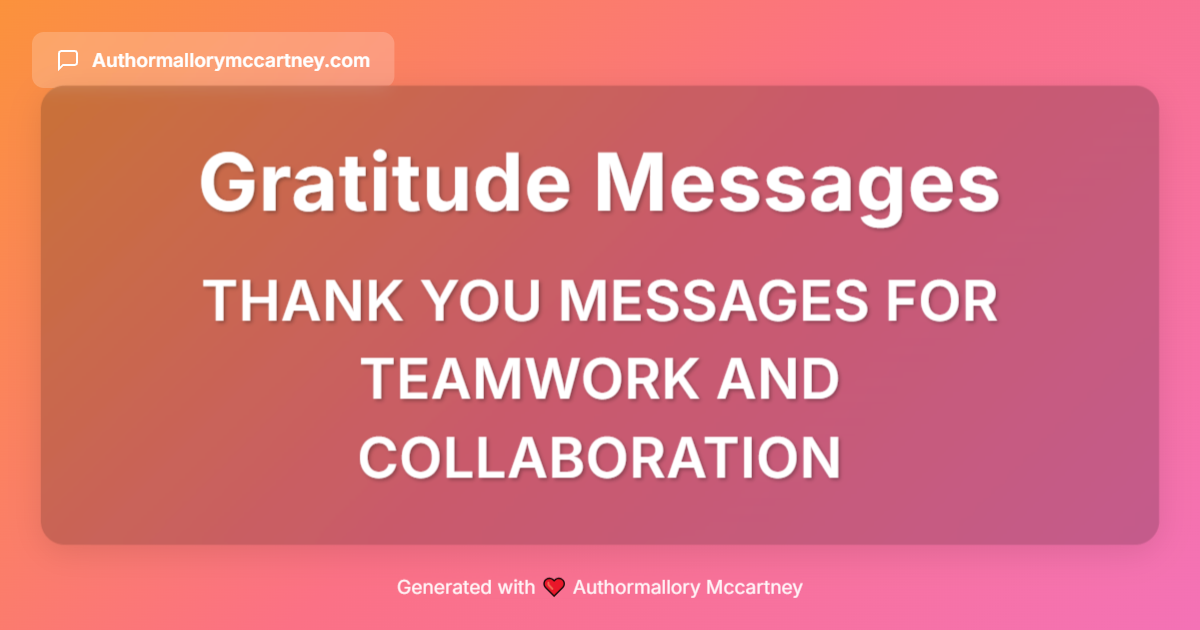 Authormallorymccartney.com
Gratitude Messages
THANK YOU MESSAGES FOR
TEAMWORK AND
COLLABORATION
Generated with ❤️ Authormallory Mccartney